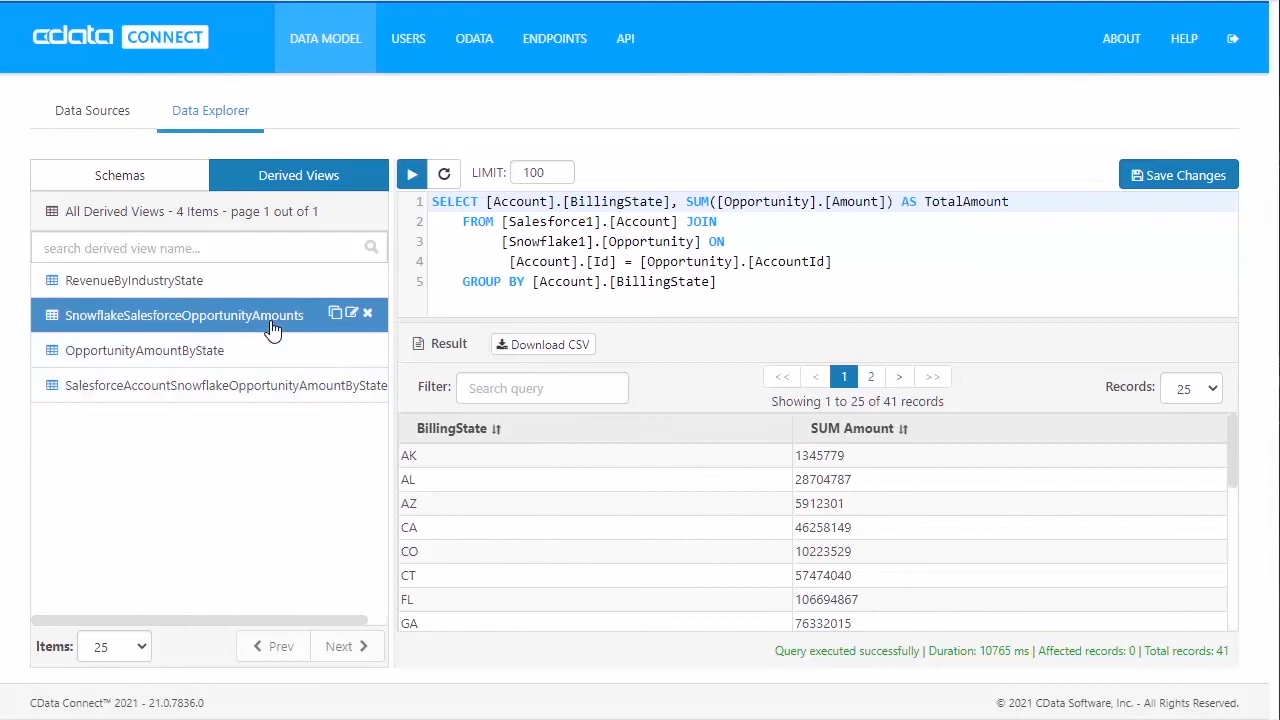 cdata CONNECT DATA MODEL USERS ODATA ENDPOINTS API ABOUT HELP
Data Sources Data Explorer
Schemas Derived Views
All Derived Views - 4 Items - page 1 out of 1
search derived view name...
RevenueByIndustryState
SnowflakeSalesforceOpportunityAmounts
OpportunityAmountByState
SalesforceAccountSnowflakeOpportunityAmountByState
Items: 25 Prev Next
LIMIT: 100 Save Changes
1 SELECT [Account].[BillingState], SUM([Opportunity].[Amount]) AS TotalAmount
2 FROM [Salesforce1].[Account] JOIN
3 [Snowflake1].[Opportunity] ON
4 [Account].[Id] = [Opportunity].[AccountId]
5 GROUP BY [Account].[BillingState]
Result Download CSV
Filter: Search query << < 1 2 > >> Records: 25
Showing 1 to 25 of 41 records
BillingState SUM Amount
AK 1345779
AL 28704787
AZ 5912301
CA 46258149
CO 10223529
CT 57474040
FL 106694867
GA 76332015
Query executed successfully | Duration: 10765 ms | Affected records: 0 | Total records: 41
CData Connect™ 2021 - 21.0.7836.0 © 2021 CData Software, Inc. - All Rights Reserved.